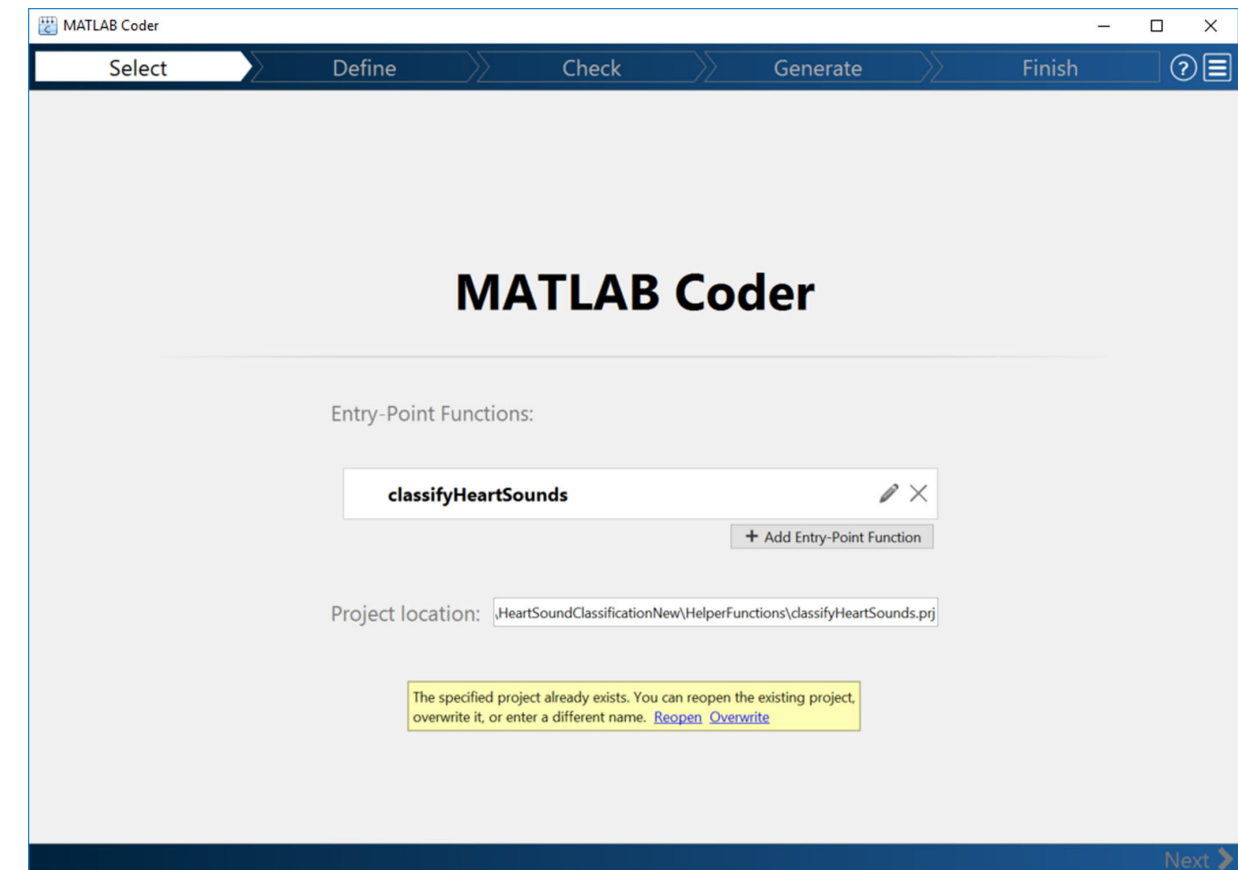 MATLAB Coder
Select Define Check Generate Finish ?
MATLAB Coder
Entry-Point Functions:
classifyHeartSounds
+ Add Entry-Point Function
Project location: \HeartSoundClassificationNew\HelperFunctions\classifyHeartSounds.prj
The specified project already exists. You can reopen the existing project,
overwrite it, or enter a different name. Reopen Overwrite
Next